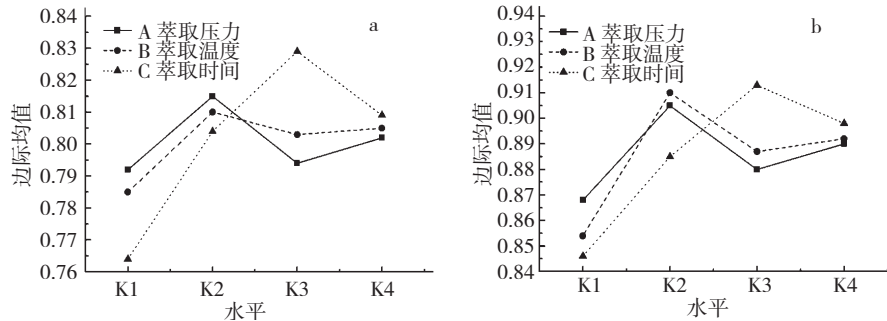 0.84
0.83
0.82
0.81
0.80
0.79
0.78
0.77
0.76
边际均值
A 萃取压力
B 萃取温度
C 萃取时间
a
K1 K2 K3 K4
水平
0.94
0.93
0.92
0.91
0.90
0.89
0.88
0.87
0.86
0.85
0.84
边际均值
A 萃取压力
B 萃取温度
C 萃取时间
b
K1 K2 K3 K4
水平